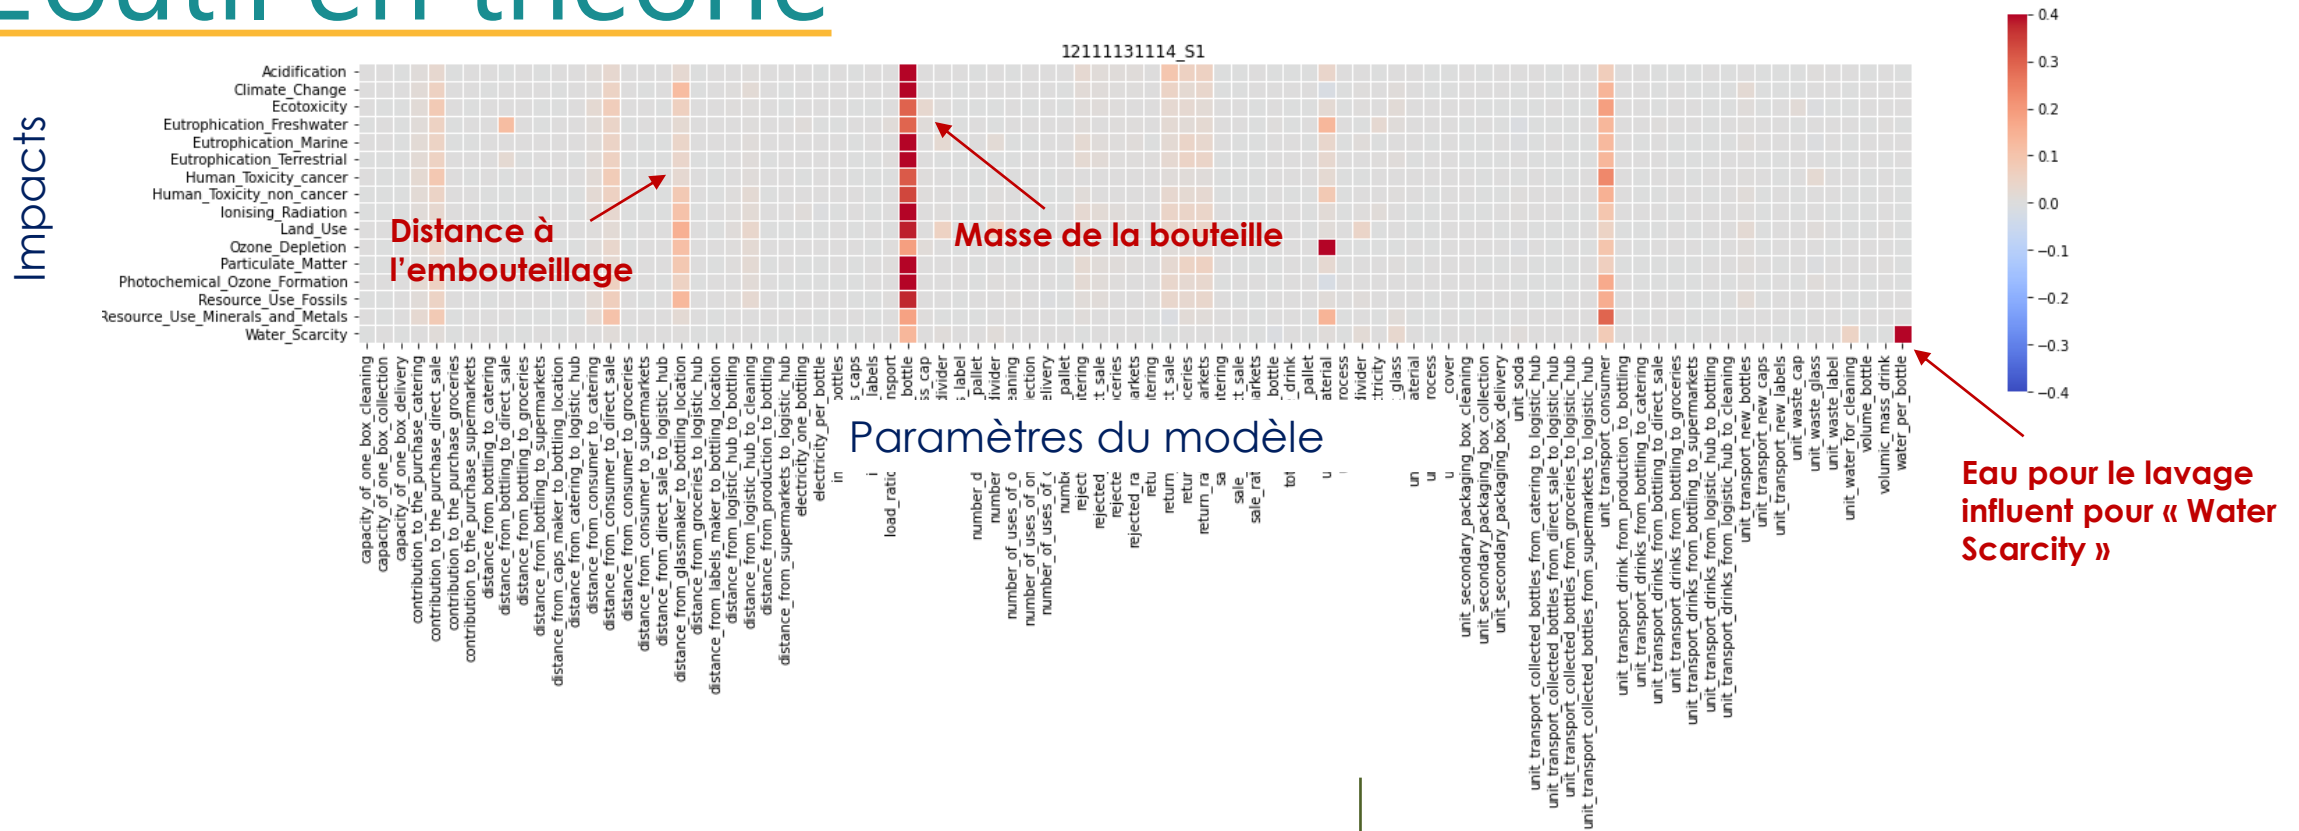 L'outil en théorie
12111131114_S1
Impacts
Acidification
Climate_Change
Ecotoxicity
Eutrophication_Freshwater
Eutrophication_Marine
Eutrophication_Terrestrial
Human_Toxicity_cancer
Human_Toxicity_non_cancer
Ionising_Radiation
Land_Use
Ozone_Depletion
Particulate_Matter
Photochemical_Ozone_Formation
Resource_Use_Fossils
Resource_Use_Minerals_and_Metals
Water_Scarcity
Distance à
l'embouteillage
Masse de la bouteille
0.4
0.3
0.2
0.1
0.0
−0.1
−0.2
−0.3
−0.4
Eau pour le lavage
influent pour « Water
Scarcity »
Paramètres du modèle
capacity_of_one_box_cleaning
capacity_of_one_box_collection
capacity_of_one_box_delivery
contribution_to_the_purchase_catering
contribution_to_the_purchase_direct_sale
contribution_to_the_purchase_groceries
contribution_to_the_purchase_supermarkets
distance_from_bottling_to_catering
distance_from_bottling_to_direct_sale
distance_from_bottling_to_groceries
distance_from_bottling_to_supermarkets
distance_from_caps_maker_to_bottling_location
distance_from_catering_to_logistic_hub
distance_from_consumer_to_catering
distance_from_consumer_to_direct_sale
distance_from_consumer_to_groceries
distance_from_consumer_to_supermarkets
distance_from_direct_sale_to_logistic_hub
distance_from_glassmaker_to_bottling_location
distance_from_groceries_to_logistic_hub
distance_from_labels_maker_to_bottling_location
distance_from_logistic_hub_to_bottling
distance_from_logistic_hub_to_cleaning
distance_from_production_to_bottling
distance_from_supermarkets_to_logistic_hub
electricity_one_bottling
electricity_per_bottle
unit_secondary_packaging_box_cleaning
unit_secondary_packaging_box_collection
unit_secondary_packaging_box_delivery
unit_soda
unit_transport_collected_bottles_from_catering_to_logistic_hub
unit_transport_collected_bottles_from_direct_sale_to_logistic_hub
unit_transport_collected_bottles_from_groceries_to_logistic_hub
unit_transport_collected_bottles_from_supermarkets_to_logistic_hub
unit_transport_consumer
unit_transport_drink_from_production_to_bottling
unit_transport_drinks_from_bottling_to_catering
unit_transport_drinks_from_bottling_to_direct_sale
unit_transport_drinks_from_bottling_to_groceries
unit_transport_drinks_from_bottling_to_supermarkets
unit_transport_drinks_from_logistic_hub_to_bottling
unit_transport_drinks_from_logistic_hub_to_cleaning
unit_transport_new_bottles
unit_transport_new_caps
unit_transport_new_labels
unit_waste_cap
unit_waste_glass
unit_waste_label
unit_water_for_cleaning
volume_bottle
volumic_mass_drink
water_per_bottle